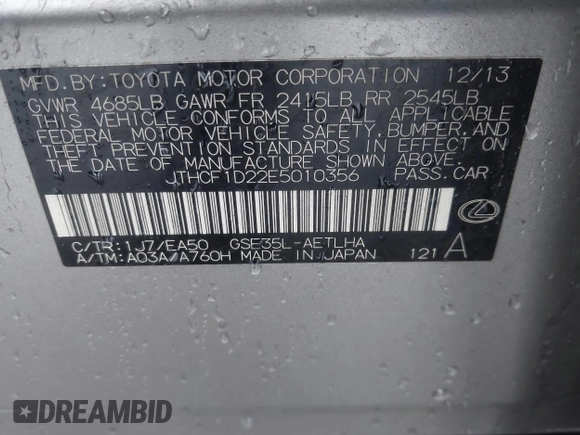 MFD.BY:TOYOTA MOTOR CORPORATION 12/13
GVWR 4685LB GAWR FR 2415LB RR 2545LB
THIS VEHICLE CONFORMS TO ALL APPLICABLE
FEDERAL MOTOR VEHICLE SAFETY,BUMPER,AND
THEFT PREVENTION STANDARDS IN EFFECT ON
THE DATE OF MANUFACTURE SHOWN ABOVE.
JTHCF1D22E5010356 PASS.CAR
C/TR:1J7/EA50 GSE35L-AETLHA
A/TM:A03A/A760H MADE IN JAPAN 121 A
DREAMBID